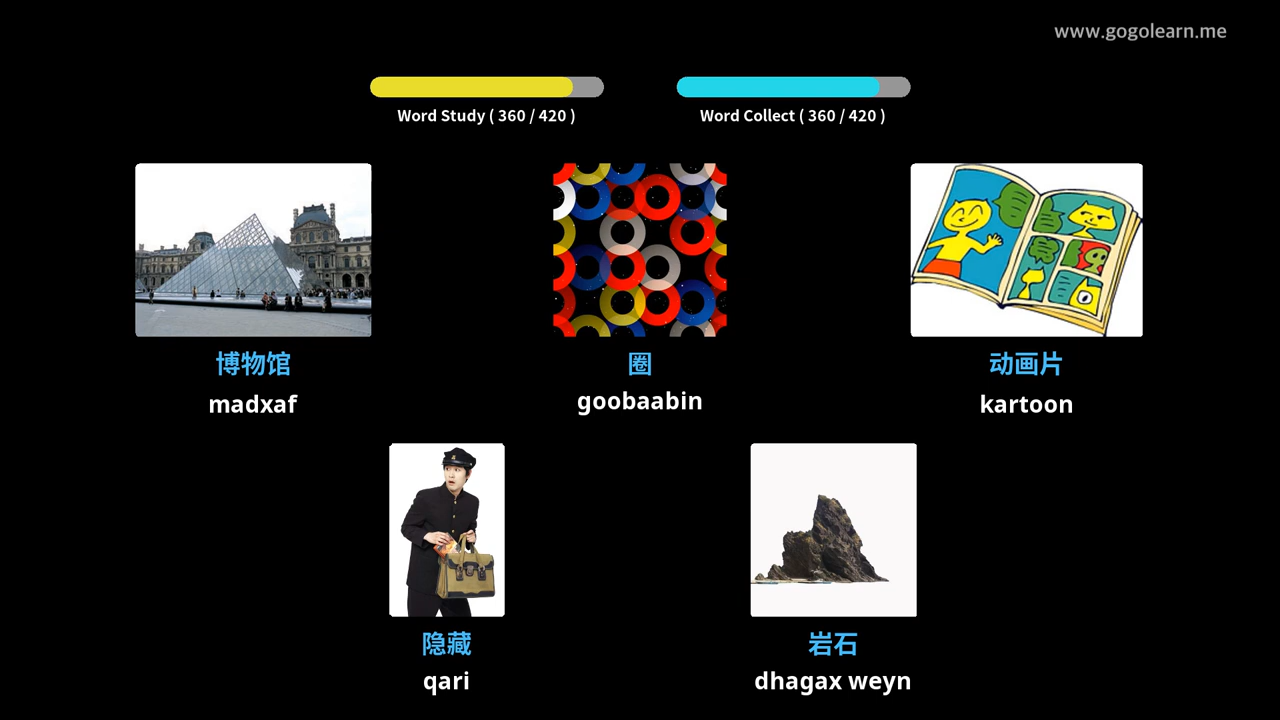 www.gogolearn.me
Word Study ( 360 / 420 )
Word Collect ( 360 / 420 )
博物馆
madxaf
圈
goobaabin
动画片
kartoon
隐藏
qari
岩石
dhagax weyn